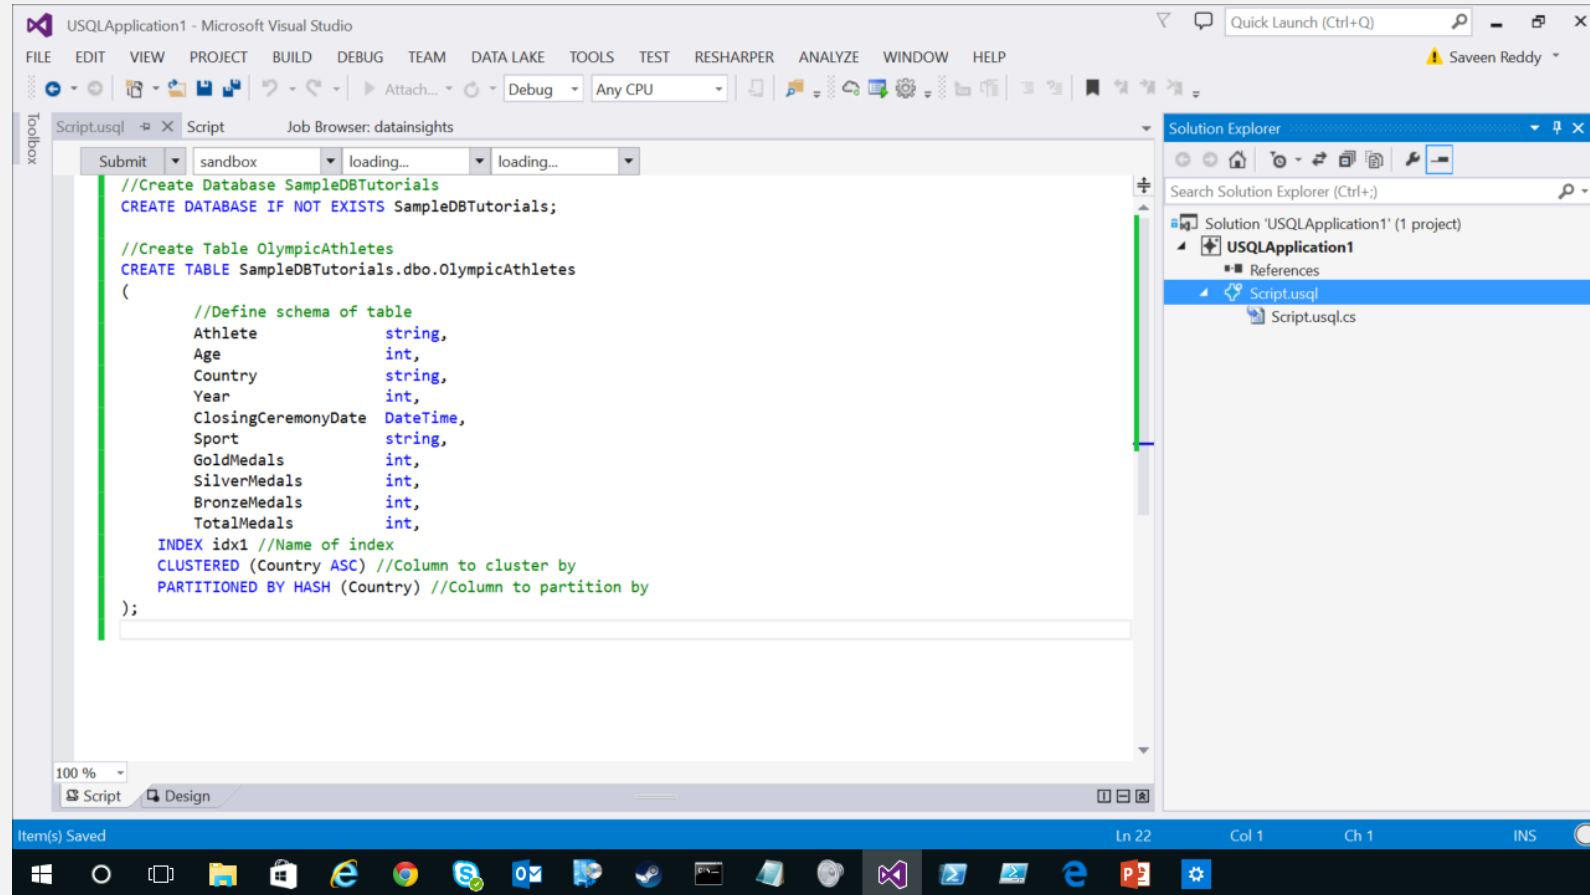 USQLApplication1 - Microsoft Visual Studio
Quick Launch (Ctrl+Q)
FILE EDIT VIEW PROJECT BUILD DEBUG TEAM DATA LAKE TOOLS TEST RESHARPER ANALYZE WINDOW HELP
Saveen Reddy
Attach... Debug Any CPU
Toolbox
Script.usql Script Job Browser: datainsights
Submit sandbox loading... loading...
//Create Database SampleDBTutorials
CREATE DATABASE IF NOT EXISTS SampleDBTutorials;
//Create Table OlympicAthletes
CREATE TABLE SampleDBTutorials.dbo.OlympicAthletes
(
//Define schema of table
Athlete string,
Age int,
Country string,
Year int,
ClosingCeremonyDate DateTime,
Sport string,
GoldMedals int,
SilverMedals int,
BronzeMedals int,
TotalMedals int,
INDEX idx1 //Name of index
CLUSTERED (Country ASC) //Column to cluster by
PARTITIONED BY HASH (Country) //Column to partition by
);
100 %
Script Design
Solution Explorer
Search Solution Explorer (Ctrl+;)
Solution 'USQLApplication1' (1 project)
USQLApplication1
References
Script.usql
Script.usql.cs
Item(s) Saved Ln 22 Col 1 Ch 1 INS